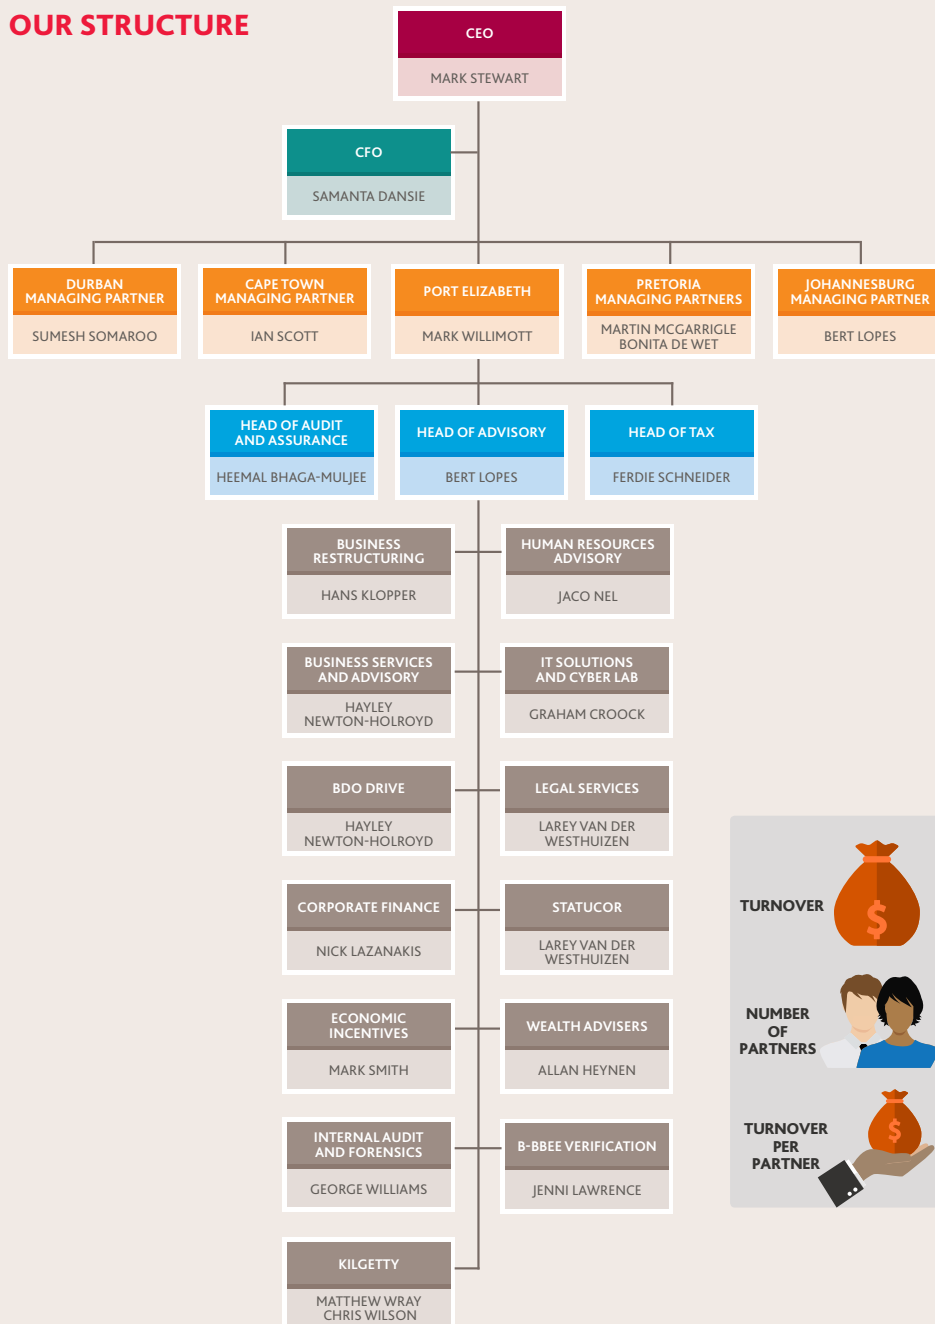 OUR STRUCTURE
CEO
MARK STEWART
CFO
SAMANTA DANSIE
DURBAN
MANAGING PARTNER
SUMESH SOMAROO
CAPE TOWN
MANAGING PARTNER
IAN SCOTT
PORT ELIZABETH
MARK WILLIMOTT
PRETORIA
MANAGING PARTNERS
MARTIN MCGARRIGLE
BONITA DE WET
JOHANNESBURG
MANAGING PARTNER
BERT LOPES
HEAD OF AUDIT
AND ASSURANCE
HEEMAL BHAGA-MULJEE
HEAD OF ADVISORY
BERT LOPES
HEAD OF TAX
FERDIE SCHNEIDER
BUSINESS
RESTRUCTURING
HANS KLOPPER
HUMAN RESOURCES
ADVISORY
JACO NEL
BUSINESS SERVICES
AND ADVISORY
HAYLEY
NEWTON-HOLROYD
IT SOLUTIONS
AND CYBER LAB
GRAHAM CROOCK
BDO DRIVE
HAYLEY
NEWTON-HOLROYD
LEGAL SERVICES
LAREY VAN DER
WESTHUIZEN
CORPORATE FINANCE
NICK LAZANAKIS
STATUCOR
LAREY VAN DER
WESTHUIZEN
ECONOMIC
INCENTIVES
MARK SMITH
WEALTH ADVISERS
ALLAN HEYNEN
INTERNAL AUDIT
AND FORENSICS
GEORGE WILLIAMS
B-BBEE VERIFICATION
JENNI LAWRENCE
KILGETTY
MATTHEW WRAY
CHRIS WILSON
TURNOVER
$
NUMBER
OF
PARTNERS
TURNOVER
PER
PARTNER
$